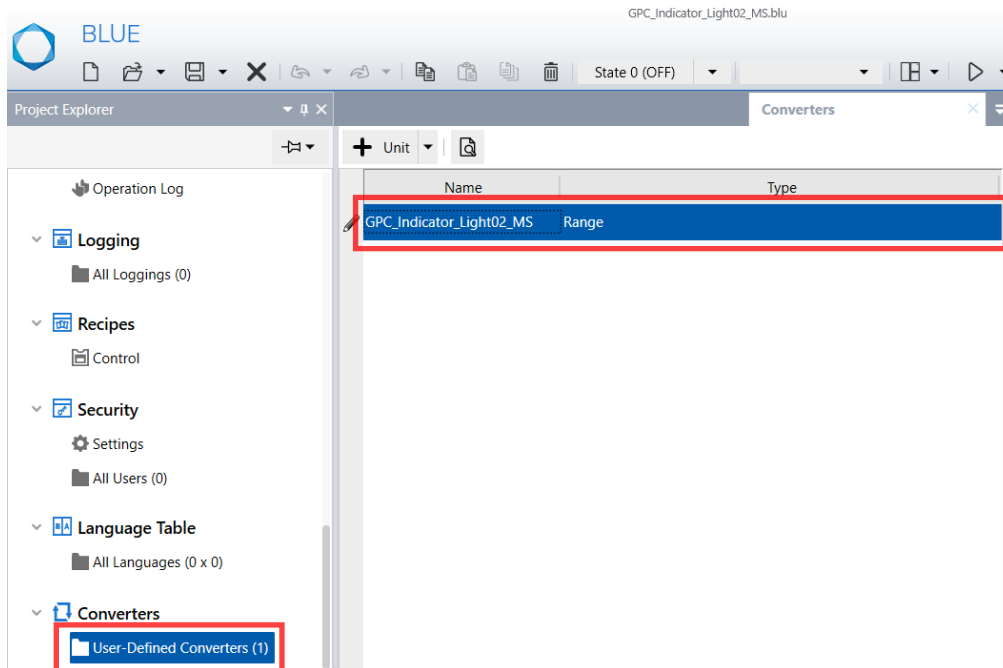 GPC_Indicator_Light02_MS.blu
BLUE
State 0 (OFF)
Project Explorer
Converters
Unit
Operation Log
Logging
All Loggings (0)
Recipes
Control
Security
Settings
All Users (0)
Language Table
All Languages (0 x 0)
Converters
User-Defined Converters (1)
Name Type
GPC_Indicator_Light02_MS Range